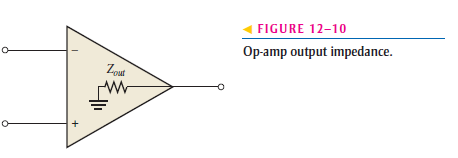 ◄ FIGURE 12–10
Op-amp output impedance.
–
Zout
+